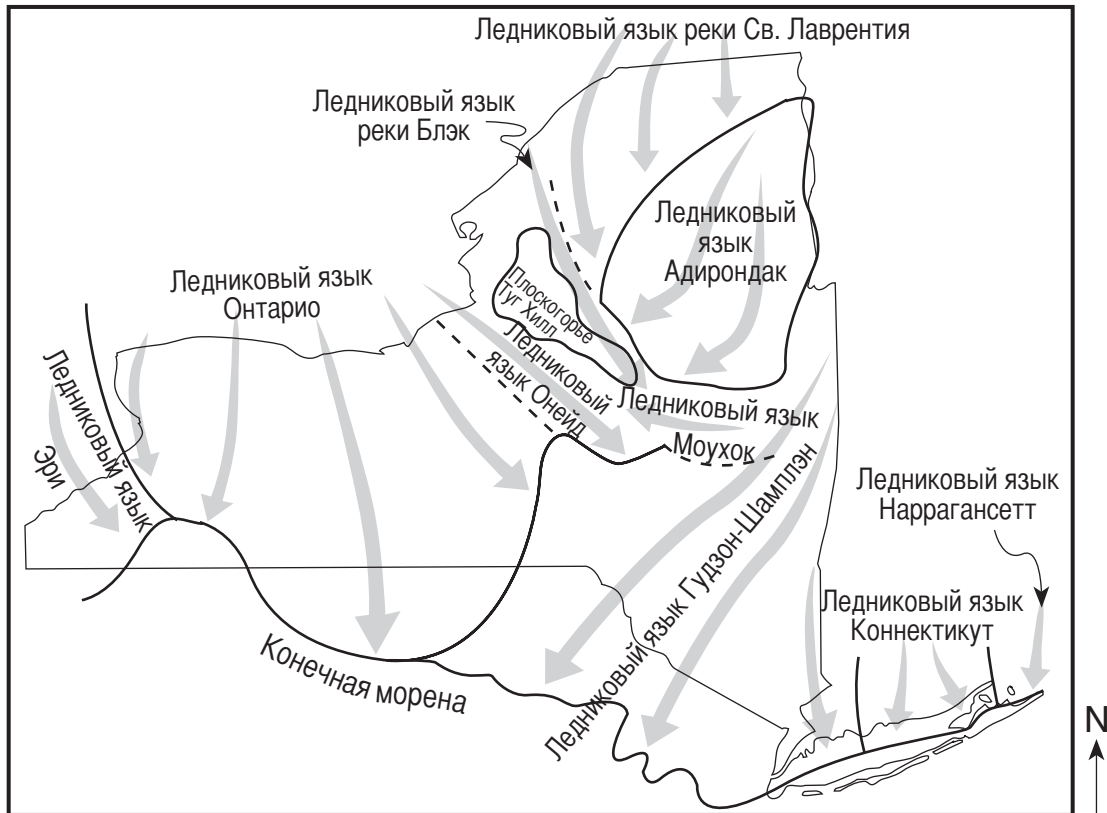 Ледниковый язык реки Св. Лаврентия
Ледниковый язык
реки Блэк
Ледниковый
язык
Адирондак
Ледниковый язык
Онтарио
Плоскогорье
Туг Хилл
Ледниковый
язык Онейд
Ледниковый язык
Моухок
Ледниковый язык
Эри
Ледниковый язык Гудзон-Шамплэн
Ледниковый язык
Наррагансетт
Ледниковый язык
Коннектикут
Конечная морена
N